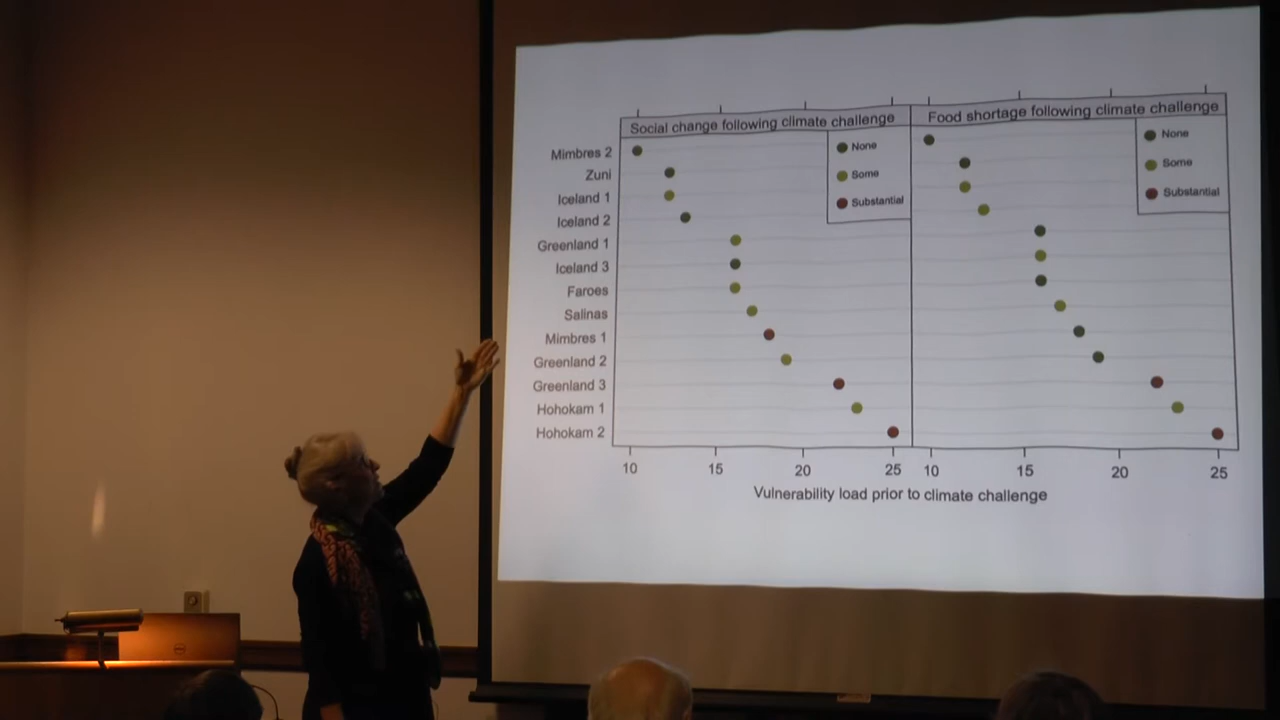 Social change following climate challenge
Food shortage following climate challenge
None
Some
Substantial
None
Some
Substantial
Mimbres 2
Zuni
Iceland 1
Iceland 2
Greenland 1
Iceland 3
Faroes
Salinas
Mimbres 1
Greenland 2
Greenland 3
Hohokam 1
Hohokam 2
10 15 20 25 10 15 20 25
Vulnerability load prior to climate challenge